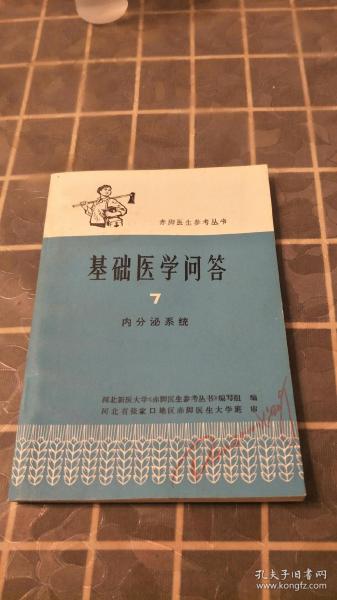 赤脚医生参考丛书
基础医学问答
7
内分泌系统
河北新医大学《赤脚医生参考丛书》编写组 编
河北省张家口地区赤脚医生大学班 审
孔夫子旧书网
www.kongfz.com